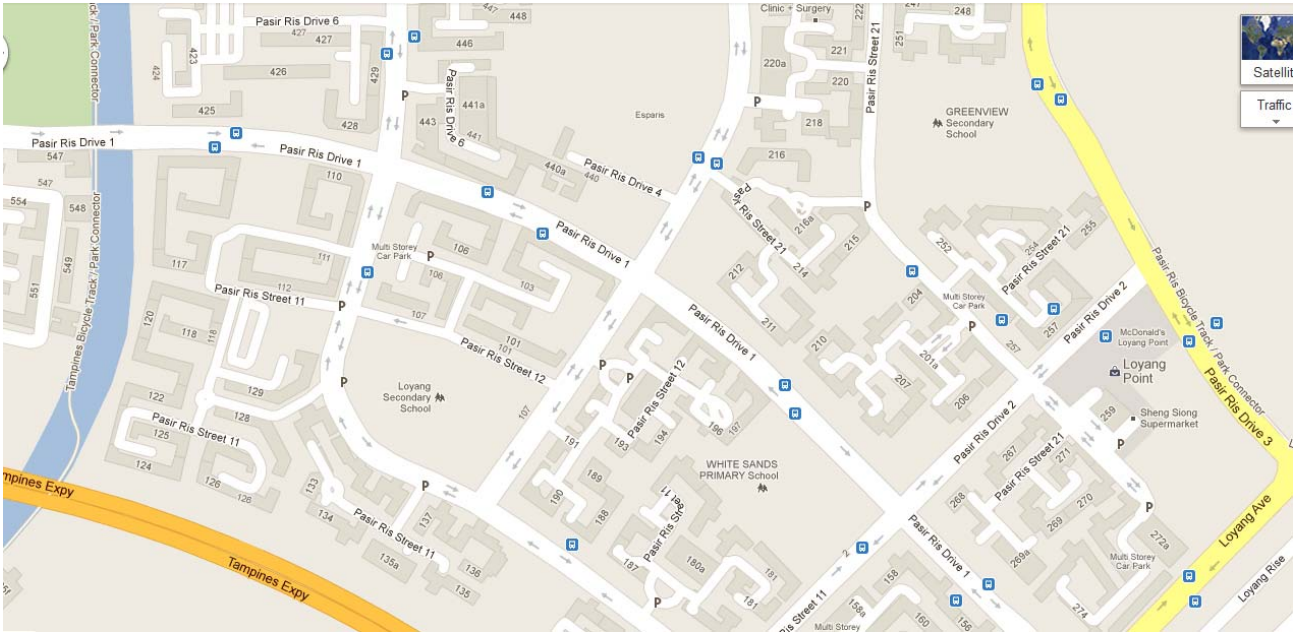 Pasir Ris Drive 6
427
427
423
424
426
425
429
428
447
448
446
Pasir Ris Drive 6
441a
443
441
440a
440
Pasir Ris Drive 4
Esparis
Clinic + Surgery
222
221
220a
220
218
216
Pasir Ris Street 21
251
247
248
GREENVIEW
Secondary
School
Satellit
Traffic
Track / Park Connector
Pasir Ris Drive 1
Pasir Ris Drive 1
547
547
554
548
549
551
Tampines Bicycle Track / Park Connector
110
117
111
112
Multi Storey
Car Park
106
106
103
Pasir Ris Drive 1
Pasir Ris Street 11
107
101
101
Pasir Ris Street 12
120
118
118
122
129
128
Pasir Ris Street 11
125
124
126
126
Loyang
Secondary
School
133
134
137
Pasir Ris Street 11
135a
136
135
mpines Expy
Tampines Expy
107
Pasir Ris Street 12
191
193
194
196
197
190
189
188
187
180a
181
181
WHITE SANDS
PRIMARY School
Pasir Ris Street 11
Pasir Ris Drive 1
Pasir Ris Street 21
216a
215
214
212
211
210
252
254
255
Pasir Ris Street 21
204
Multi Storey
Car Park
201a
207
206
257
257
Pasir Ris Drive 2
Pasir Ris Bicycle Track / Park Connector
McDonald's
Loyang Point
Loyang
Point
Sheng Siong
Supermarket
259
Pasir Ris Drive 3
Pasir Ris Drive 2
267
268
271
270
269
269a
Pasir Ris Street 21
272a
274
Multi Storey
Car Park
Loyang Ave
Loyang Rise
Pasir Ris Drive 1
2
158
158a
160
156
Ris Street 11
Multi Storey
P
P
P
P
P
P
P
P
P
P
P
P
P